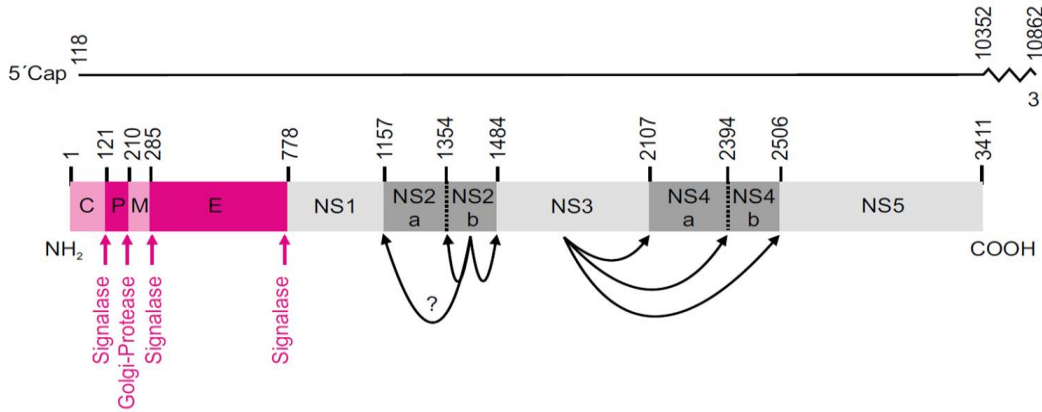 118
10352
10862
5´Cap
3
1
121
210
285
778
1157
1354
1484
2107
2394
2506
3411
C
P
M
E
NS1
NS2
a
NS2
b
NS3
NS4
a
NS4
b
NS5
NH2
COOH
?
Signalase
Golgi-Protease
Signalase
Signalase